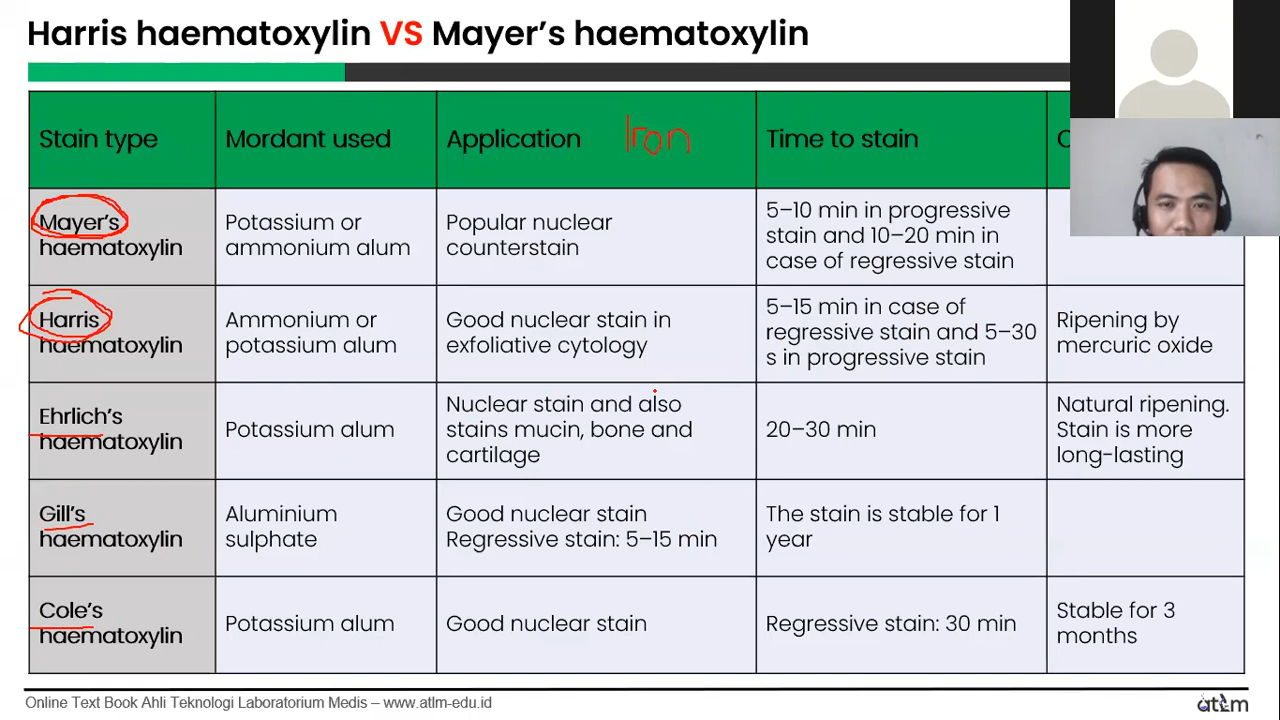 Harris haematoxylin VS Mayer's haematoxylin
Stain type
Mordant used
Application
Iron
Time to stain
Mayer's
haematoxylin
Potassium or
ammonium alum
Popular nuclear
counterstain
5–10 min in progressive
stain and 10–20 min in
case of regressive stain
Harris
haematoxylin
Ammonium or
potassium alum
Good nuclear stain in
exfoliative cytology
5–15 min in case of
regressive stain and 5–30
s in progressive stain
Ripening by
mercuric oxide
Ehrlich's
haematoxylin
Potassium alum
Nuclear stain and also
stains mucin, bone and
cartilage
20–30 min
Natural ripening.
Stain is more
long-lasting
Gill's
haematoxylin
Aluminium
sulphate
Good nuclear stain
Regressive stain: 5–15 min
The stain is stable for 1
year
Cole's
haematoxylin
Potassium alum
Good nuclear stain
Regressive stain: 30 min
Stable for 3
months
Online Text Book Ahli Teknologi Laboratorium Medis – www.atlm-edu.id
atlm